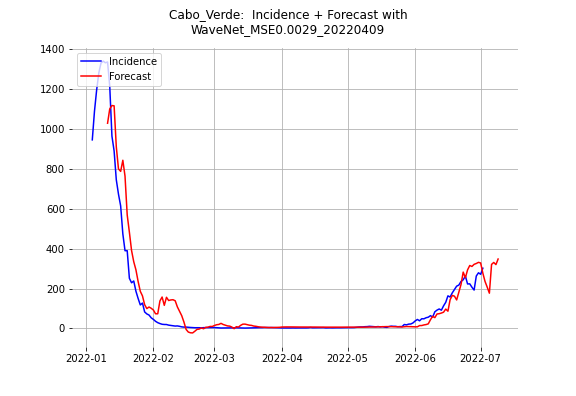 Cabo_Verde:  Incidence + Forecast with
WaveNet_MSE0.0029_20220409
Incidence
Forecast
1400
1200
1000
800
600
400
200
0
2022-01 2022-02 2022-03 2022-04 2022-05 2022-06 2022-07